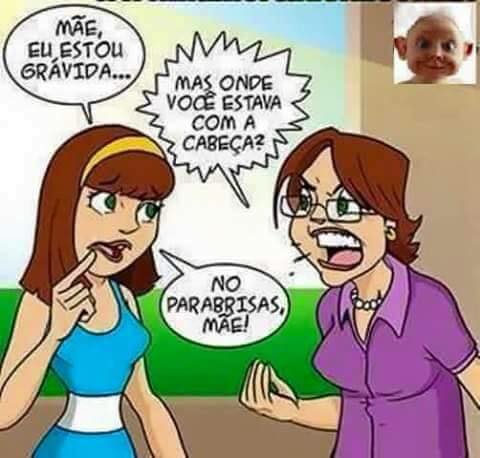 MÃE,
EU ESTOU
GRÁVIDA...
MAS ONDE
VOCÊ ESTAVA
COM A
CABEÇA?
NO
PARABRISAS,
MÃE!